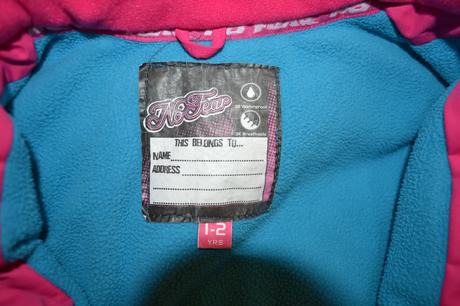 No Fear
3K Waterproof
3K Breathable
THIS BELONGS TO...
NAME
ADDRESS
1-2
YRS